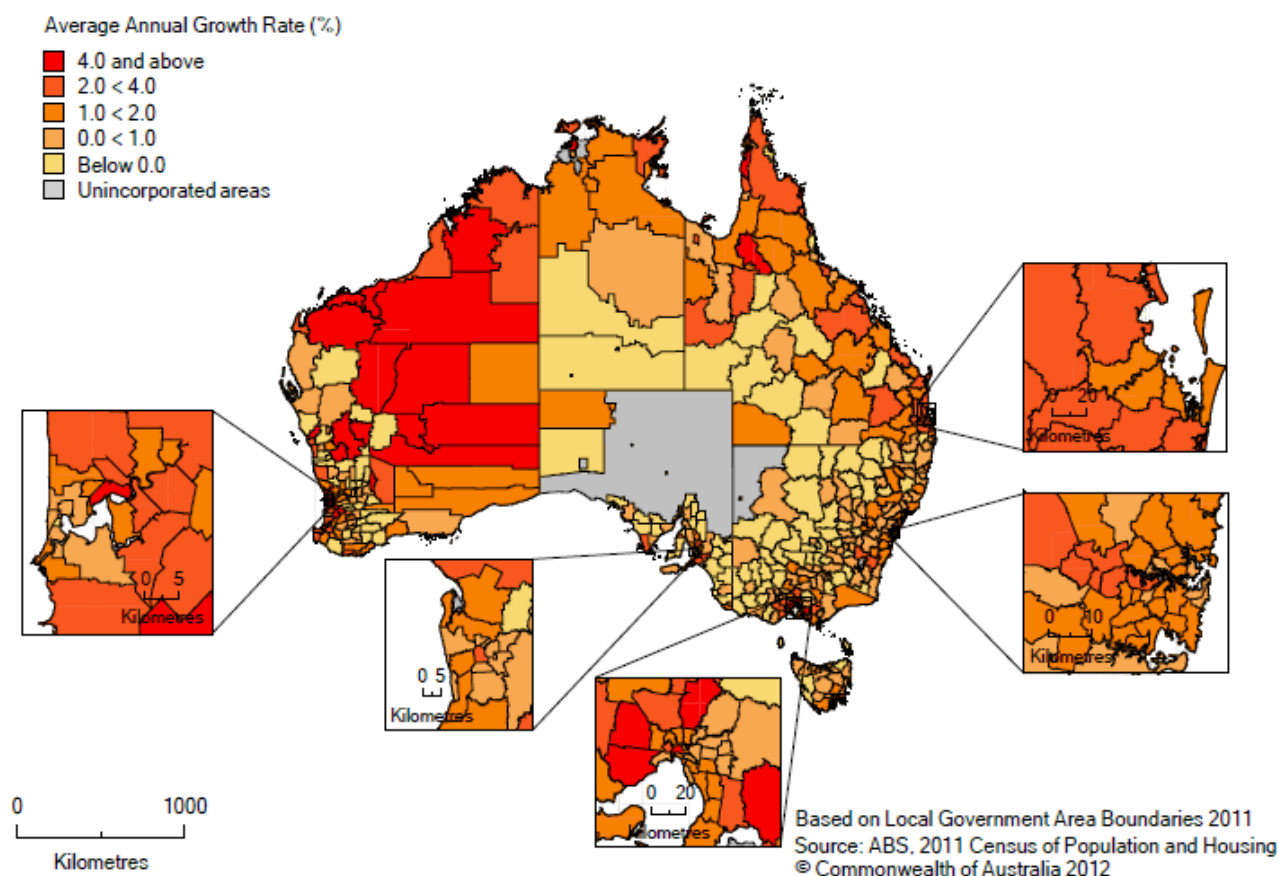 Average Annual Growth Rate (%)
4.0 and above
2.0 < 4.0
1.0 < 2.0
0.0 < 1.0
Below 0.0
Unincorporated areas
0 20
Kilometres
0 5
Kilometres
0 10
Kilometres
0 5
Kilometres
0 20
Kilometres
0 1000
Kilometres
Based on Local Government Area Boundaries 2011
Source: ABS, 2011 Census of Population and Housing
© Commonwealth of Australia 2012